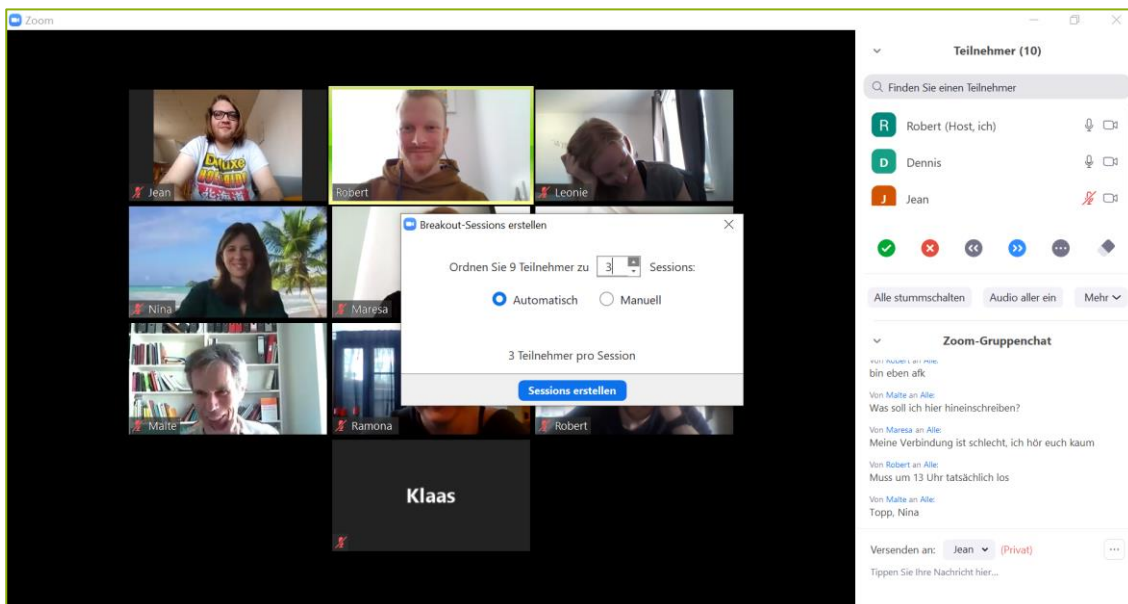 Zoom
Jean
Robert
Leonie
Nina
Maresa
Malte
Ramona
Robert
Klaas
Breakout-Sessions erstellen
Ordnen Sie 9 Teilnehmer zu 3 Sessions:
Automatisch Manuell
3 Teilnehmer pro Session
Sessions erstellen
Teilnehmer (10)
Finden Sie einen Teilnehmer
R Robert (Host, ich)
D Dennis
J Jean
Alle stummschalten Audio aller ein Mehr
Zoom-Gruppenchat
Von Robert an Alle:
bin eben afk
Von Malte an Alle:
Was soll ich hier hineinschreiben?
Von Maresa an Alle:
Meine Verbindung ist schlecht, ich hör euch kaum
Von Robert an Alle:
Muss um 13 Uhr tatsächlich los
Von Malte an Alle:
Topp, Nina
Versenden an: Jean (Privat)
Tippen Sie Ihre Nachricht hier...